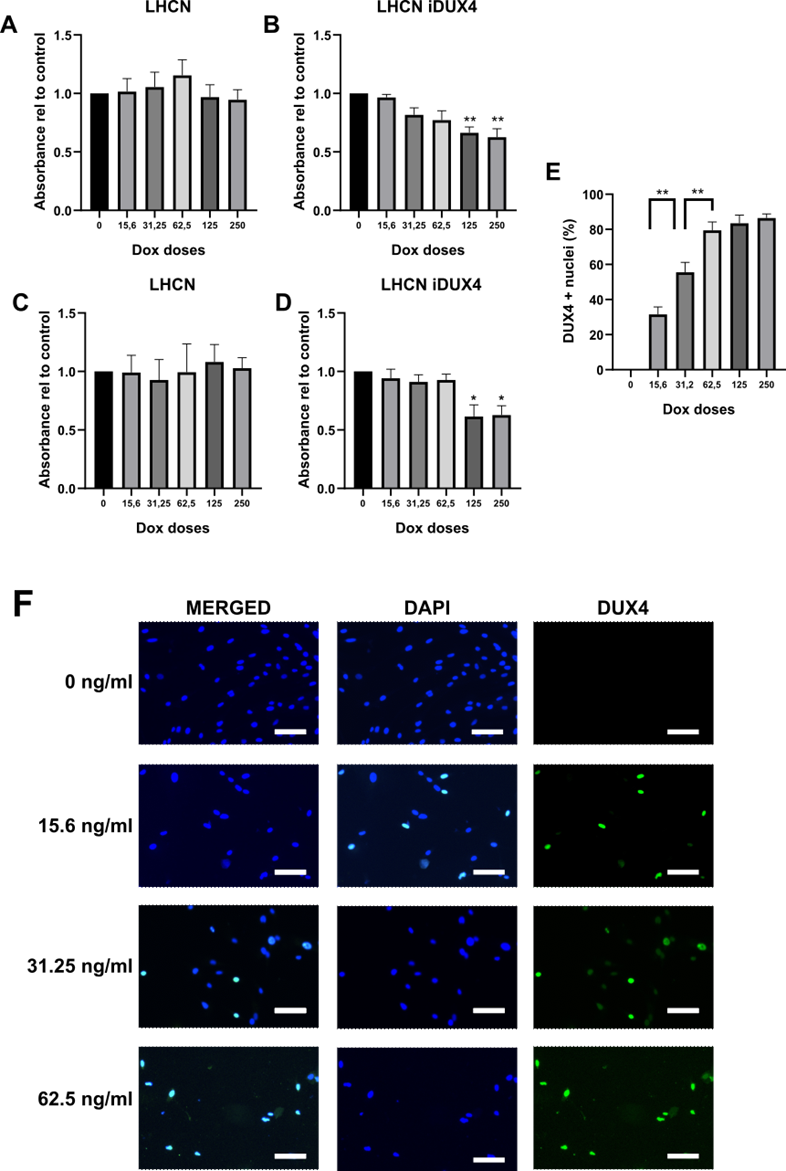 A
LHCN
Absorbance rel to control
1.5
1.0
0.5
0.0
0 15,6 31,25 62,5 125 250
Dox doses
B
LHCN iDUX4
Absorbance rel to control
1.5
1.0
0.5
0.0
** **
0 15,6 31,25 62,5 125 250
Dox doses
C
LHCN
Absorbance rel to control
1.5
1.0
0.5
0.0
0 15,6 31,25 62,5 125 250
Dox doses
D
LHCN iDUX4
Absorbance rel to control
1.5
1.0
0.5
0.0
* *
0 15,6 31,25 62,5 125 250
Dox doses
E
DUX4 + nuclei (%)
100
80
60
40
20
0
** **
0 15,6 31,2 62,5 125 250
Dox doses
F
MERGED DAPI DUX4
0 ng/ml
15.6 ng/ml
31.25 ng/ml
62.5 ng/ml